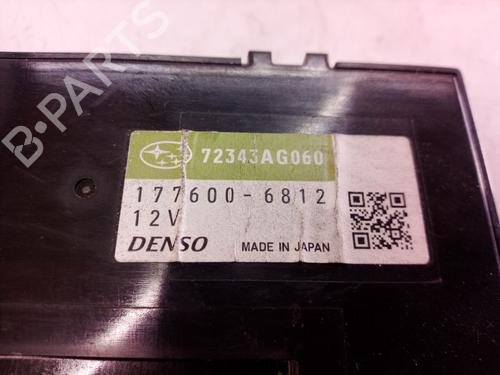 B-PARTS
72343AG060
177600-6812
12V
DENSO
MADE IN JAPAN